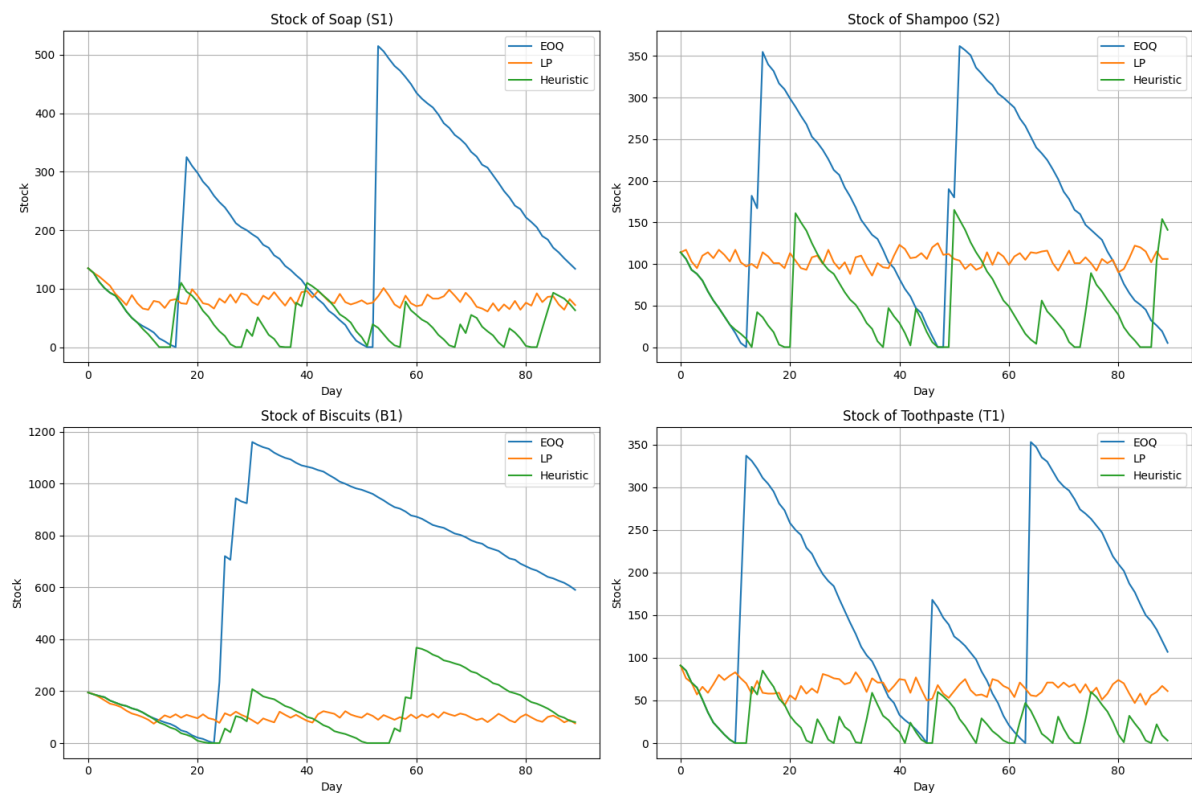 Stock of Soap (S1)
500
400
300
200
100
0
Stock
0
20
40
60
80
Day
EOQ
LP
Heuristic
Stock of Shampoo (S2)
350
300
250
200
150
100
50
0
Stock
0
20
40
60
80
Day
EOQ
LP
Heuristic
Stock of Biscuits (B1)
1200
1000
800
600
400
200
0
Stock
0
20
40
60
80
Day
EOQ
LP
Heuristic
Stock of Toothpaste (T1)
350
300
250
200
150
100
50
0
Stock
0
20
40
60
80
Day
EOQ
LP
Heuristic